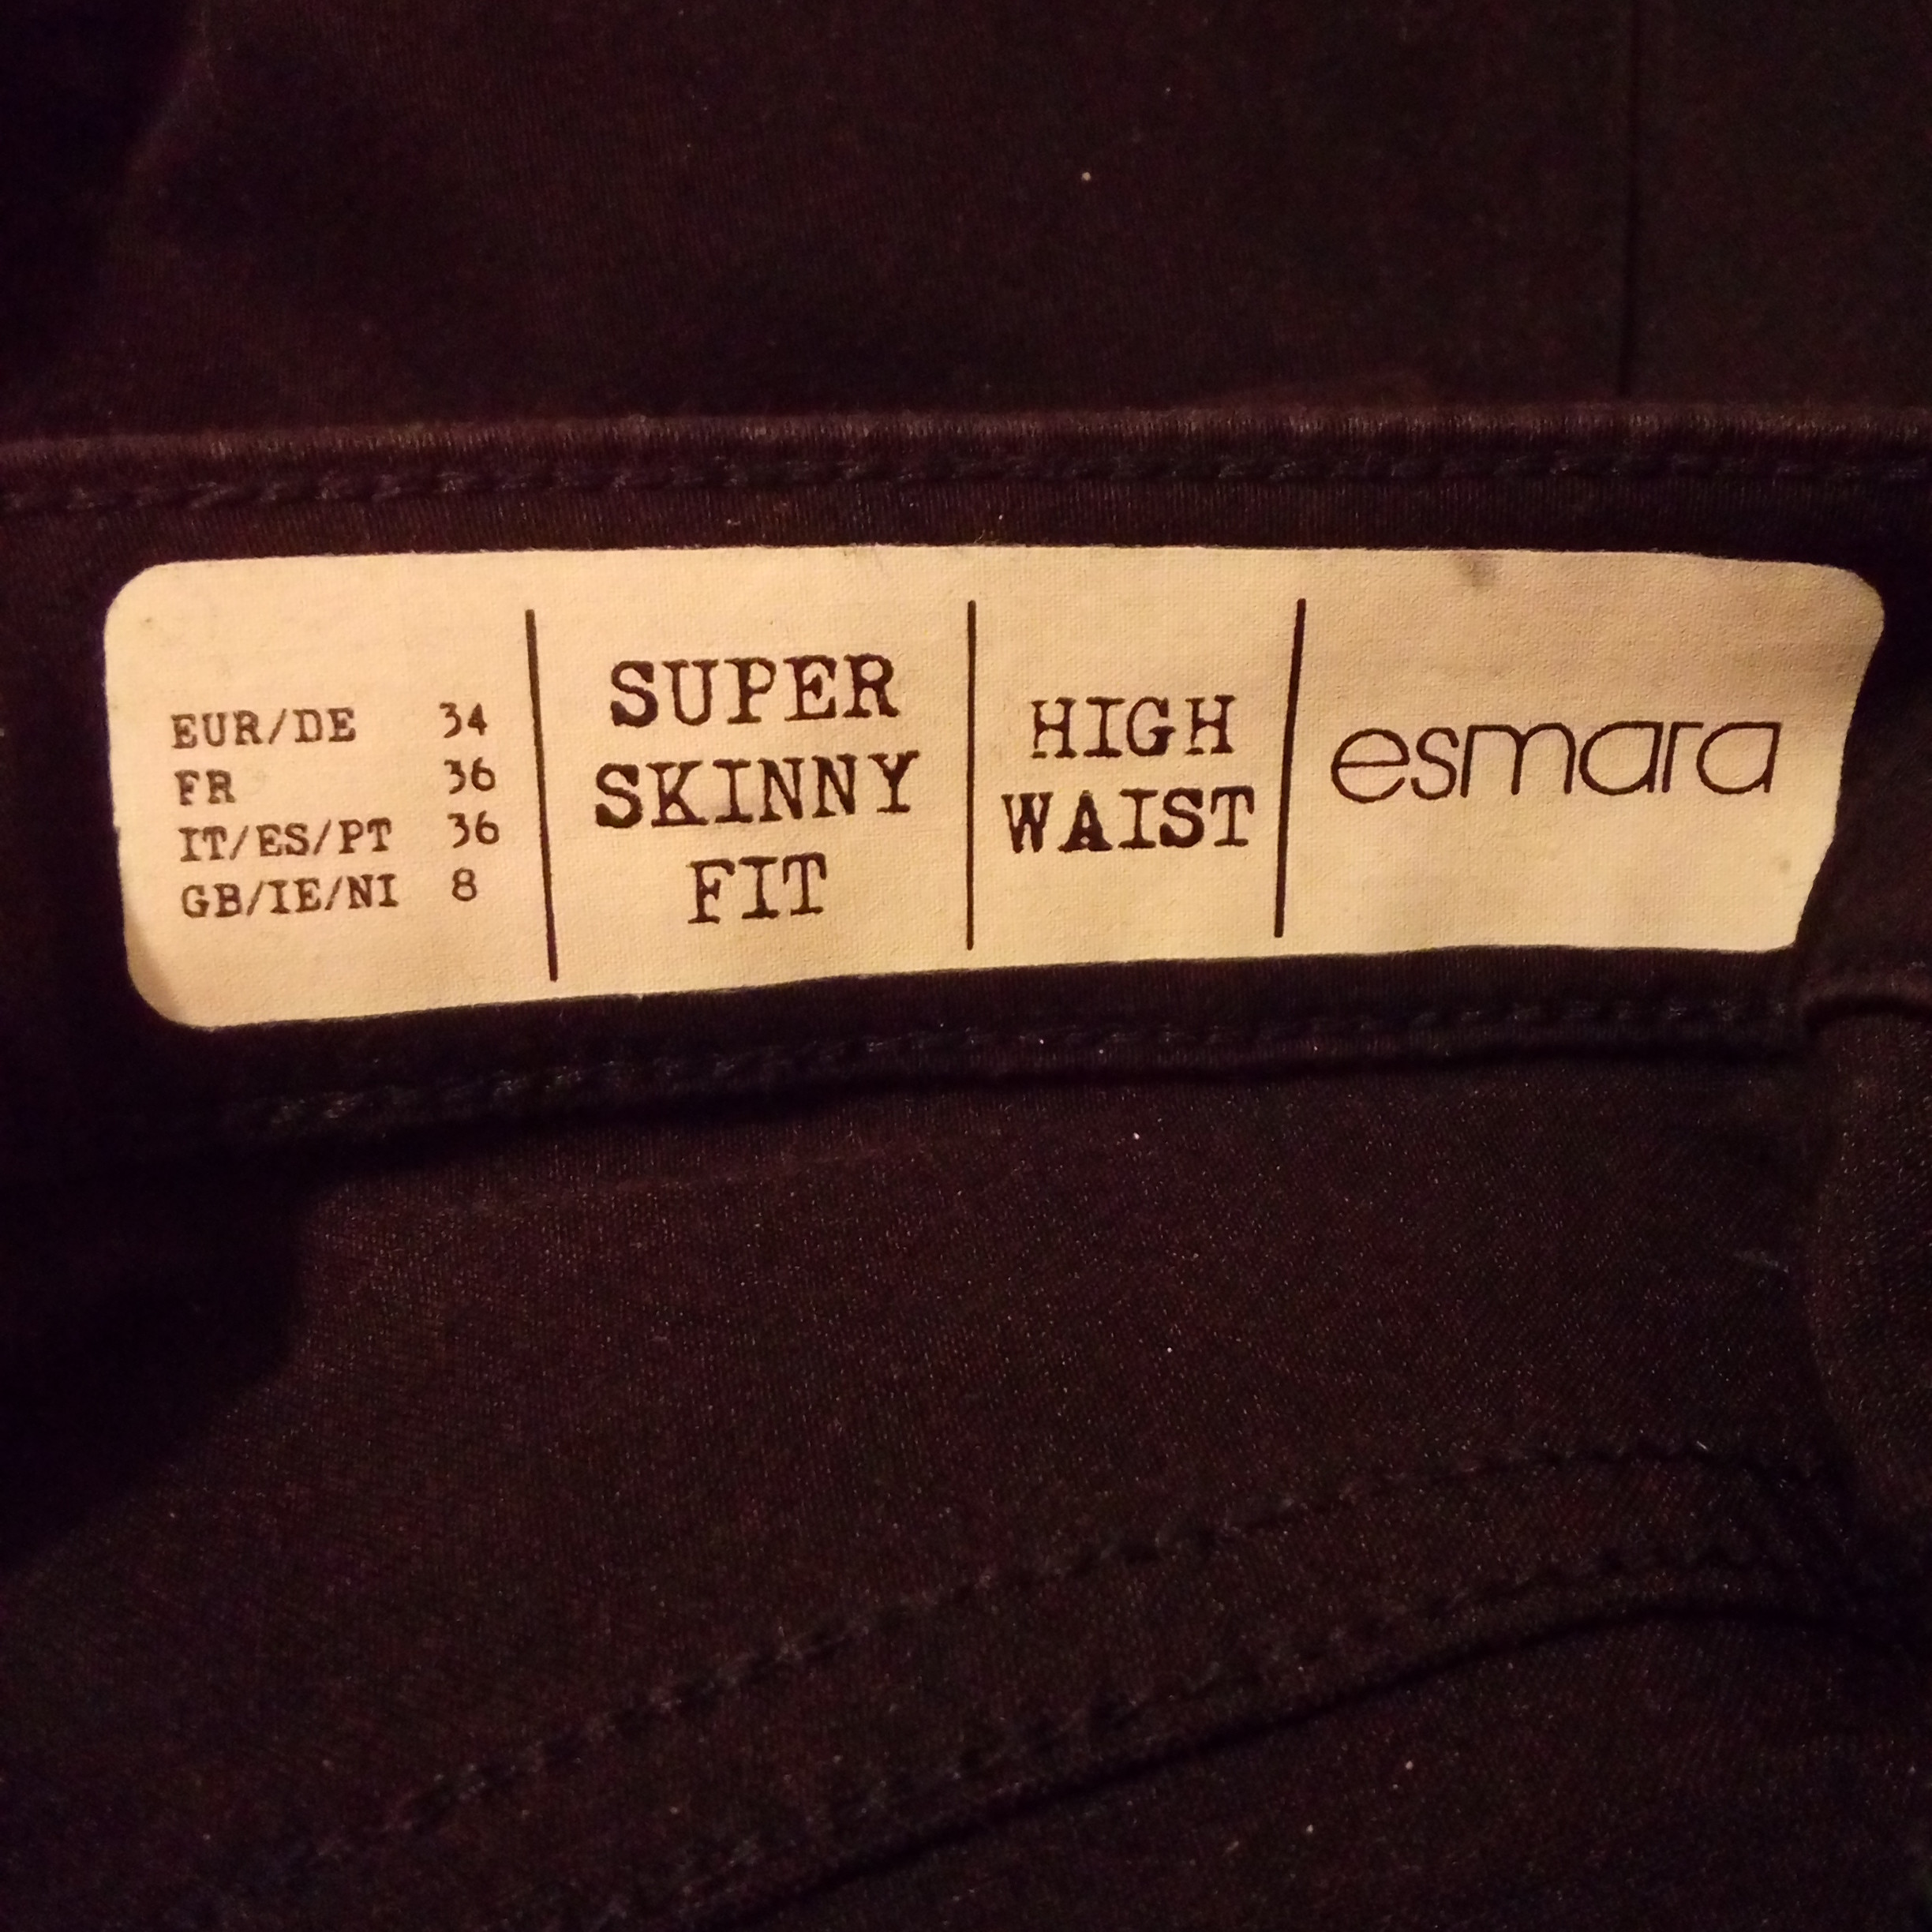 EUR/DE 34
FR 36
IT/ES/PT 36
GB/IE/NI 8
SUPER
SKINNY
FIT
HIGH
WAIST
esmara